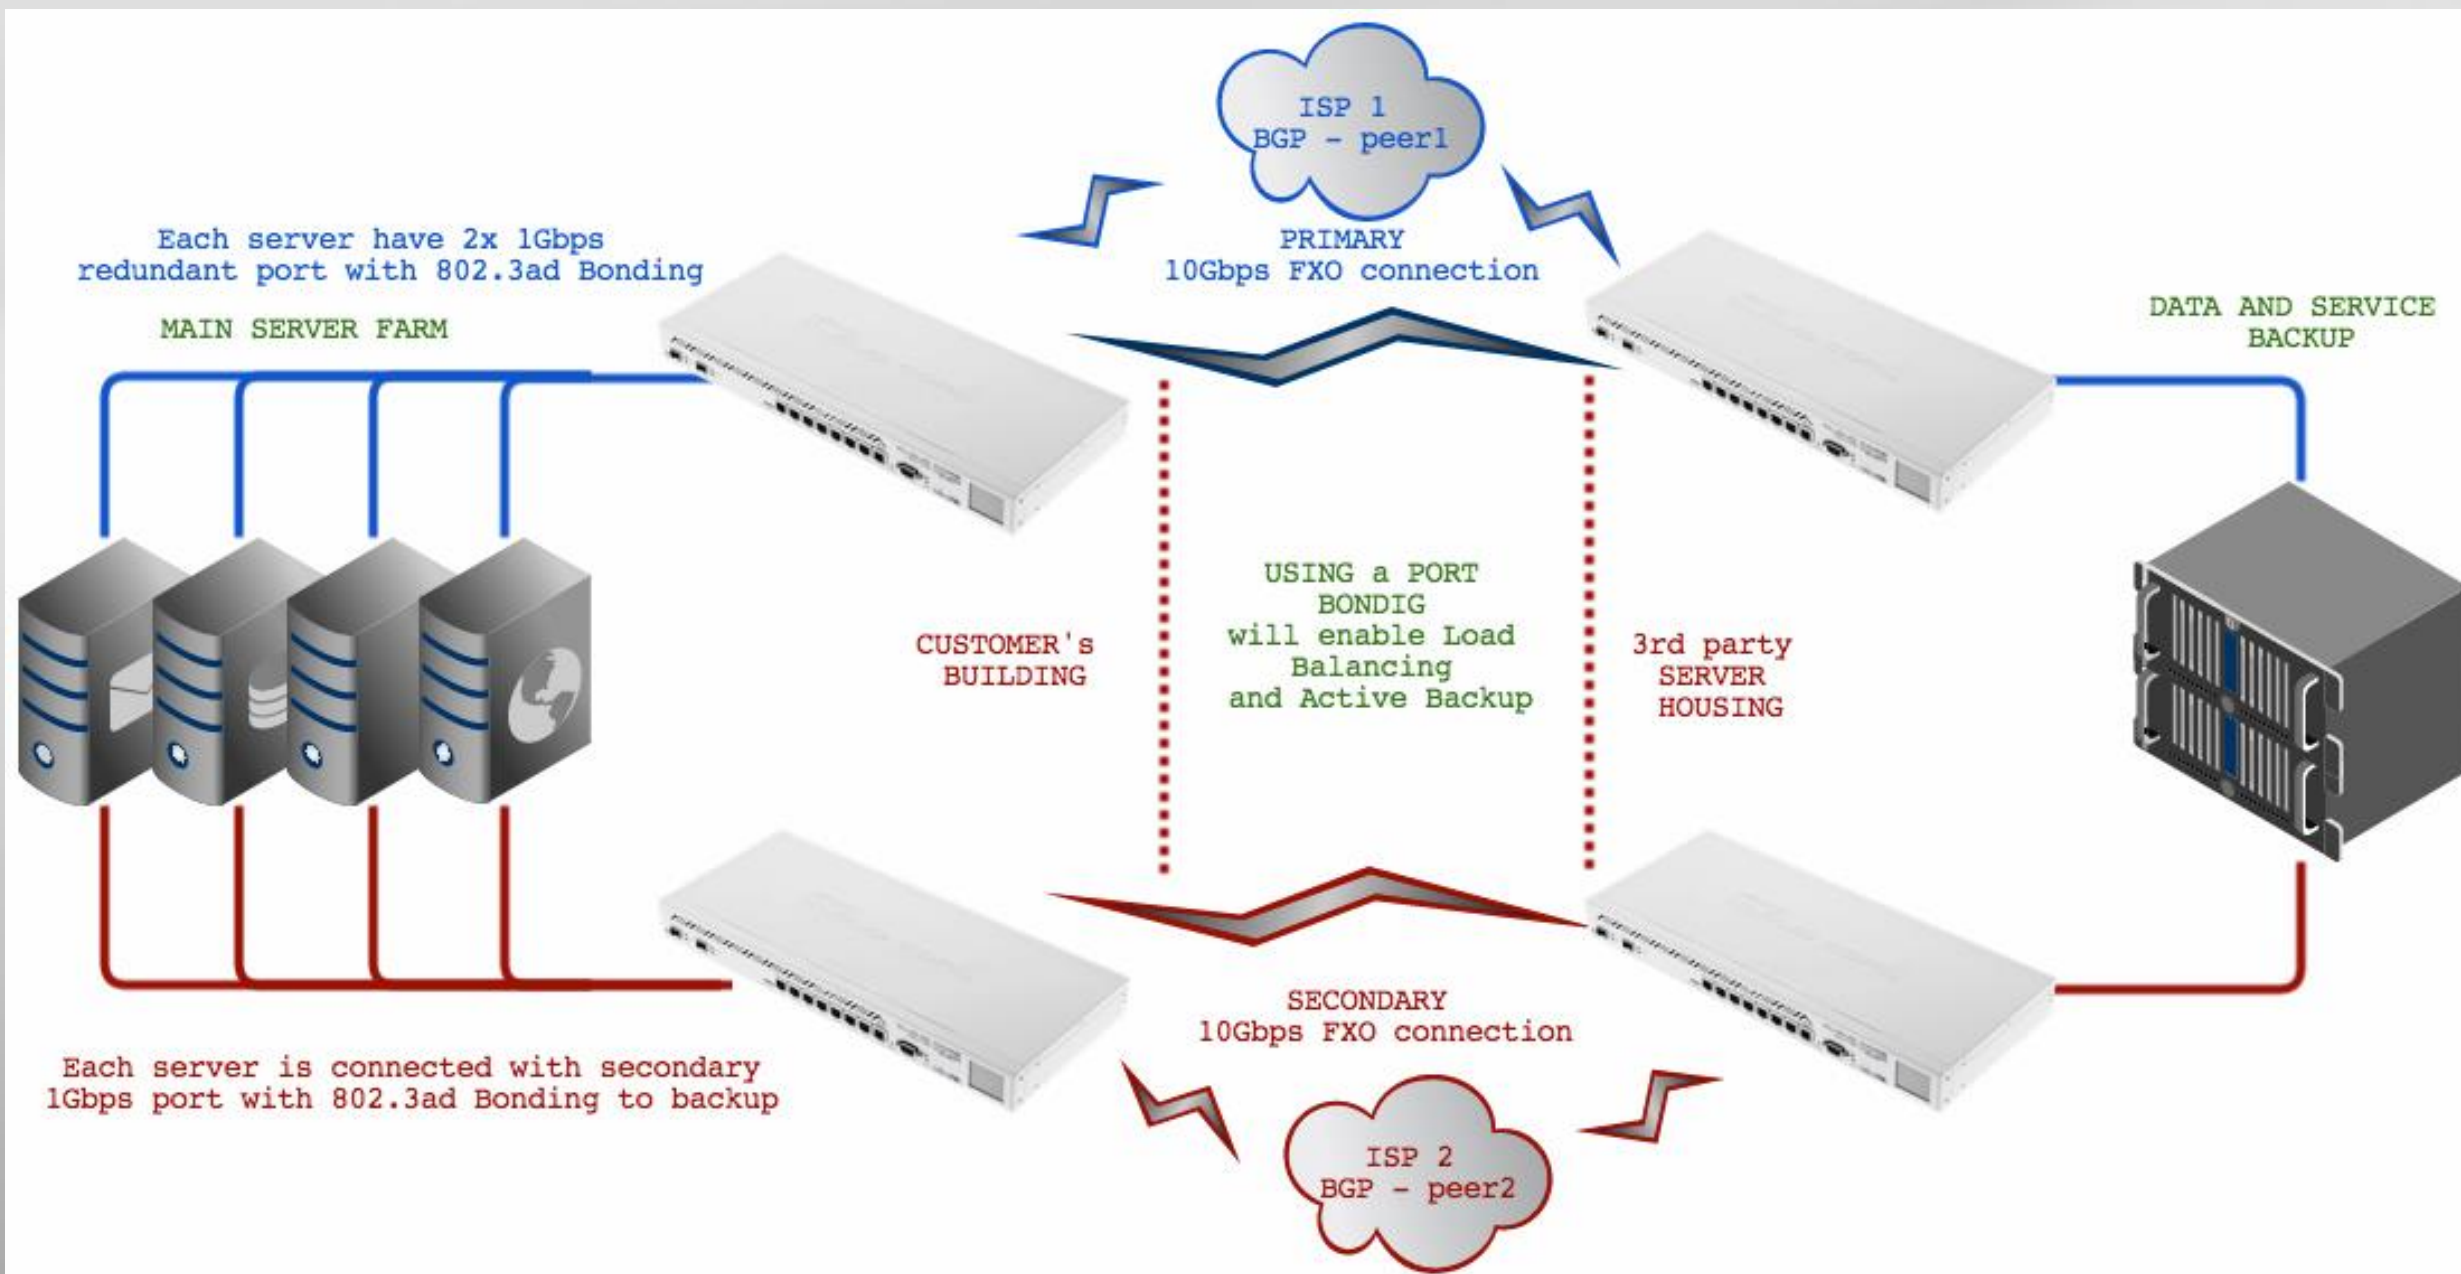 ISP 1
BGP - peer1
Each server have 2x 1Gbps
redundant port with 802.3ad Bonding
MAIN SERVER FARM
PRIMARY
10Gbps FXO connection
DATA AND SERVICE
BACKUP
CUSTOMER's
BUILDING
USING a PORT
BONDIG
will enable Load
Balancing
and Active Backup
3rd party
SERVER
HOUSING
SECONDARY
10Gbps FXO connection
Each server is connected with secondary
1Gbps port with 802.3ad Bonding to backup
ISP 2
BGP - peer2